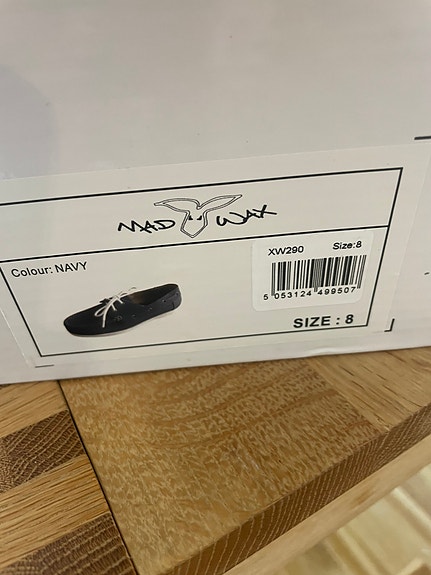 MAD WAX
Colour: NAVY
XW290 Size:8
5 053124 499507
SIZE : 8